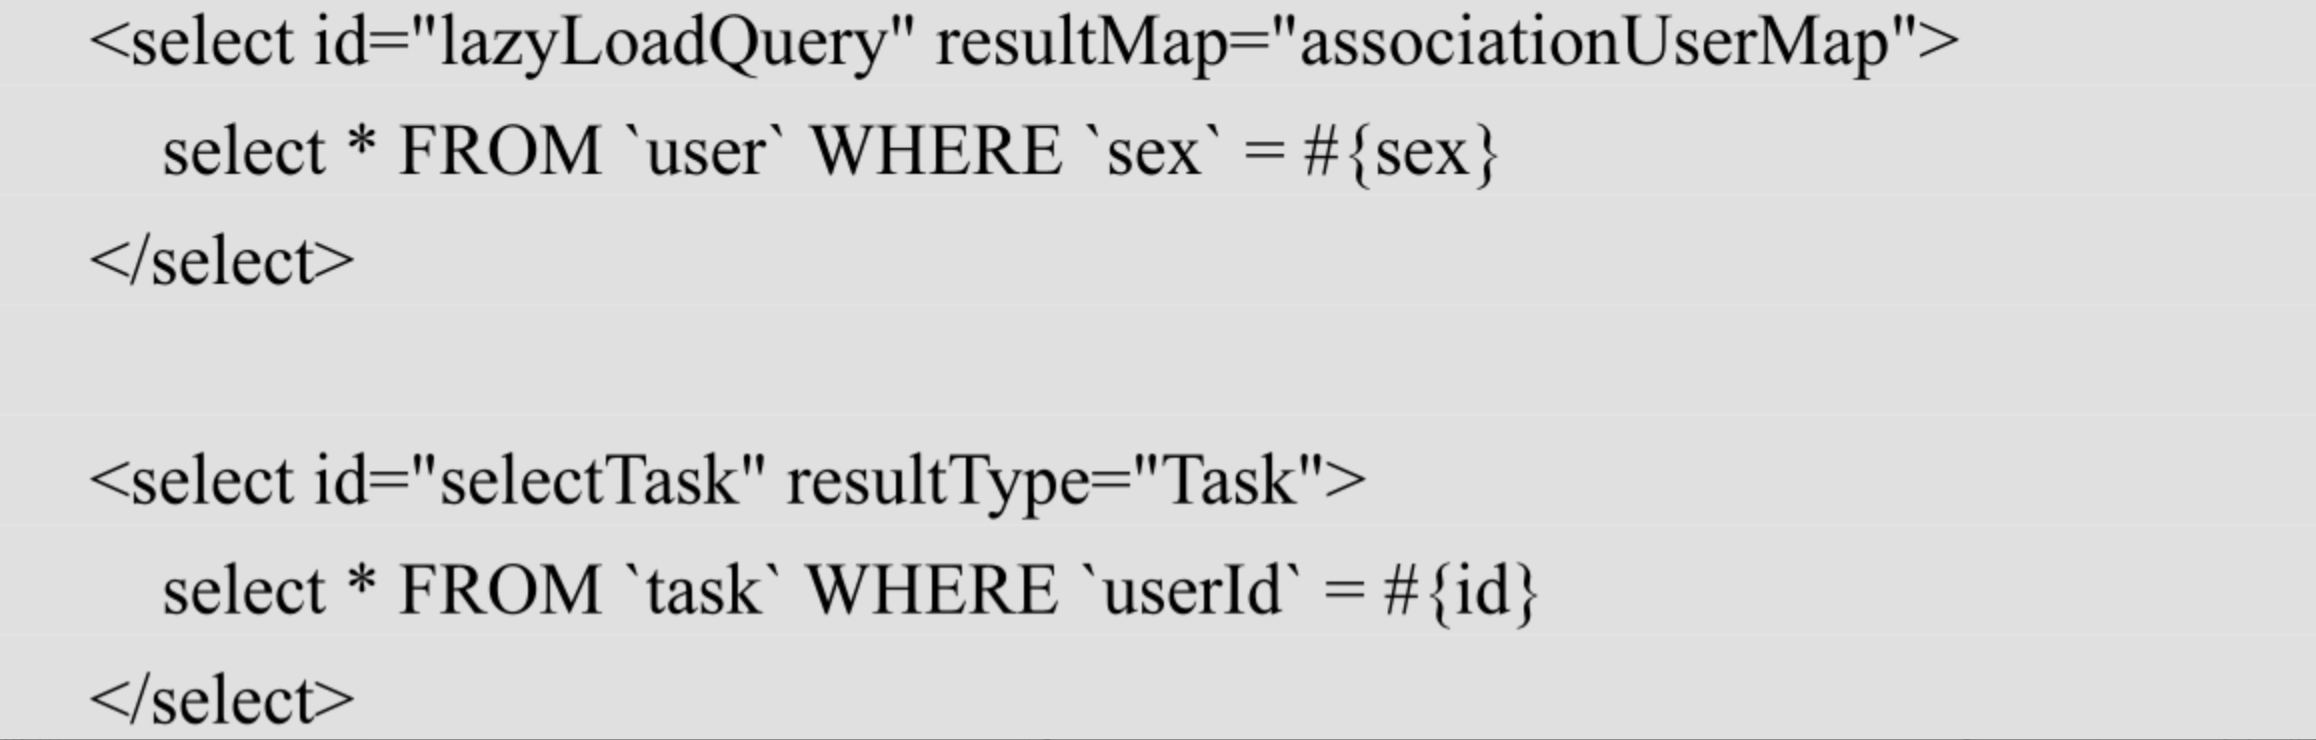 <select id="lazyLoadQuery" resultMap="associationUserMap">
select * FROM `user` WHERE `sex` = #{sex}
</select>
<select id="selectTask" resultType="Task">
select * FROM `task` WHERE `userId` = #{id}
</select>